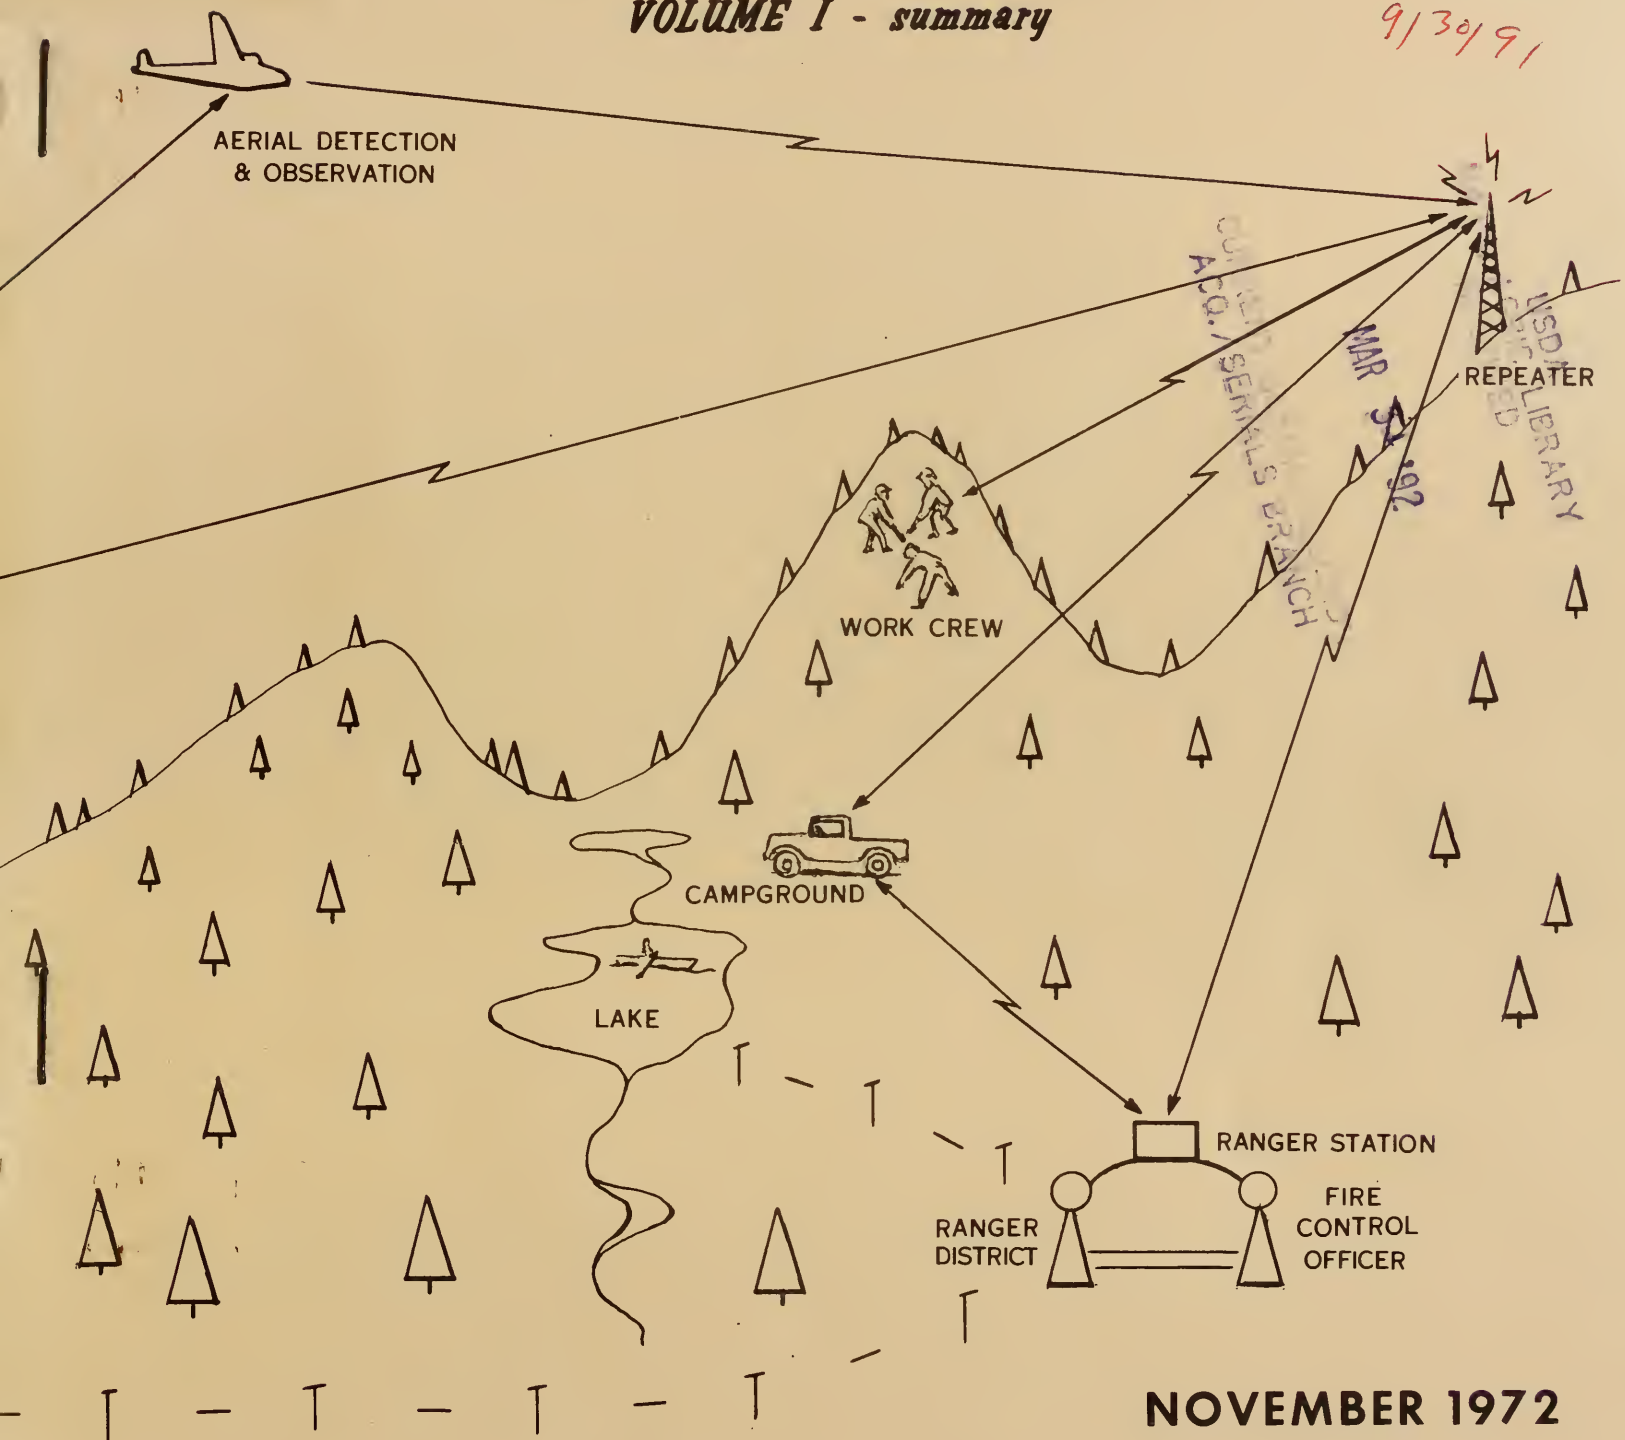 VOLUME I - summary
9/30/91
AERIAL DETECTION
& OBSERVATION
ACQ./SERIALS BRANCH
MAR '92
USDA
LIBRARY
REPEATER
WORK CREW
CAMPGROUND
LAKE
RANGER STATION
RANGER
DISTRICT
FIRE
CONTROL
OFFICER
NOVEMBER 1972